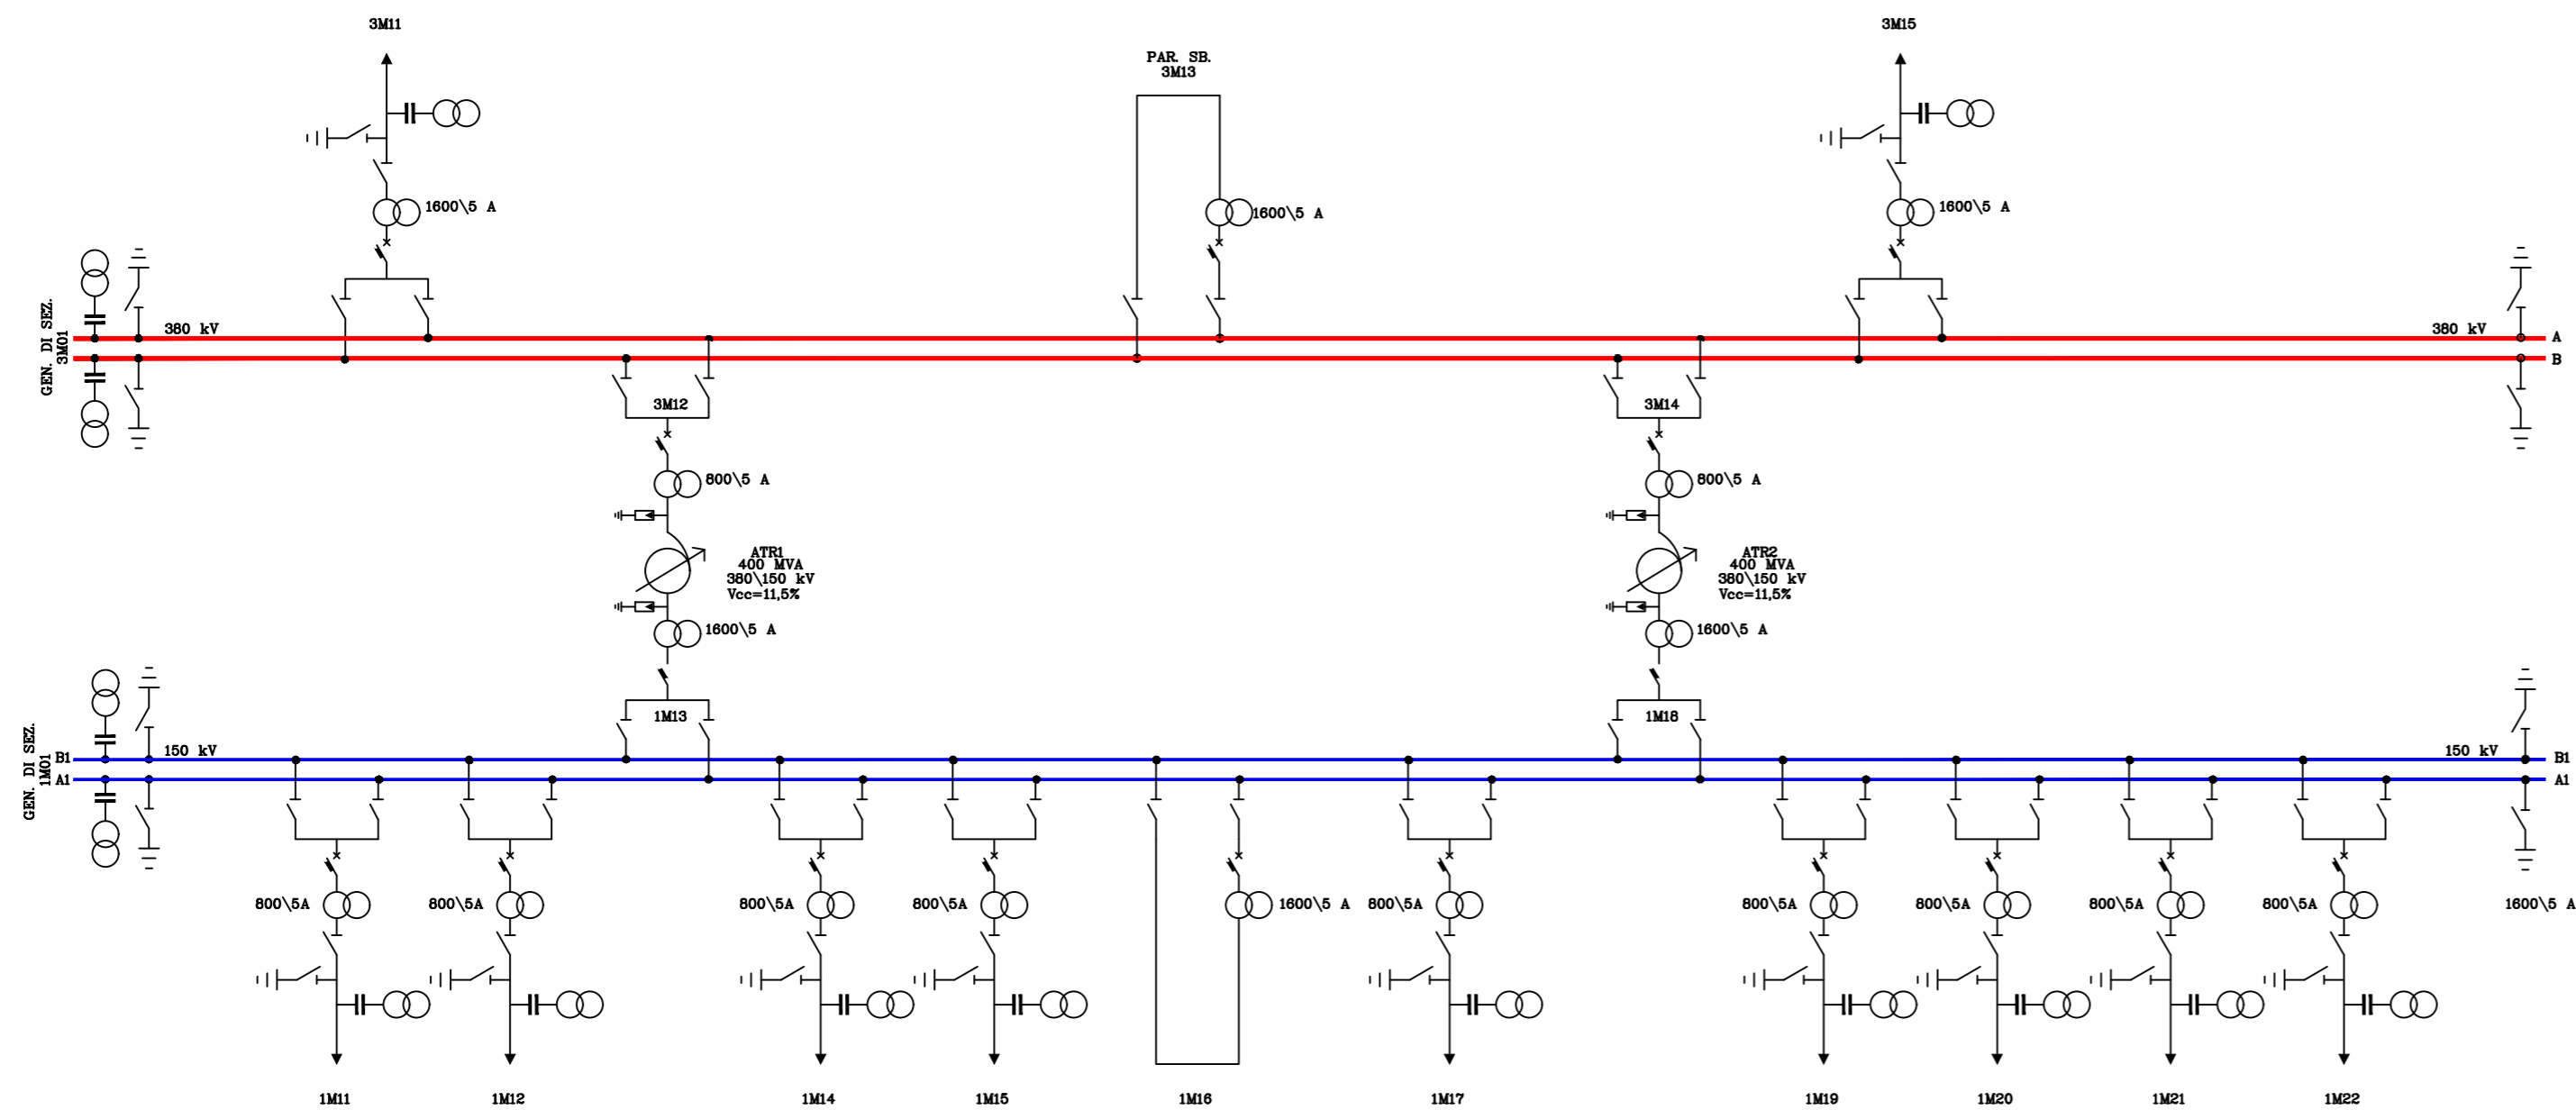 3M11
3M15
PAR. SB.
3M13
1600\5 A
1600\5 A
1600\5 A
GEN. DI SEZ.
3M01
380 kV
380 kV
A
B
3M12
3M14
800\5 A
800\5 A
ATR1
400 MVA
380\150 kV
Vcc=11,5%
ATR2
400 MVA
380\150 kV
Vcc=11,5%
1600\5 A
1600\5 A
1M13
1M18
GEN. DI SEZ.
1M01
B1
A1
150 kV
150 kV
B1
A1
800\5A
800\5A
800\5A
800\5A
1600\5 A
800\5A
800\5A
800\5A
800\5A
800\5A
1600\5 A
1M11
1M12
1M14
1M15
1M16
1M17
1M19
1M20
1M21
1M22